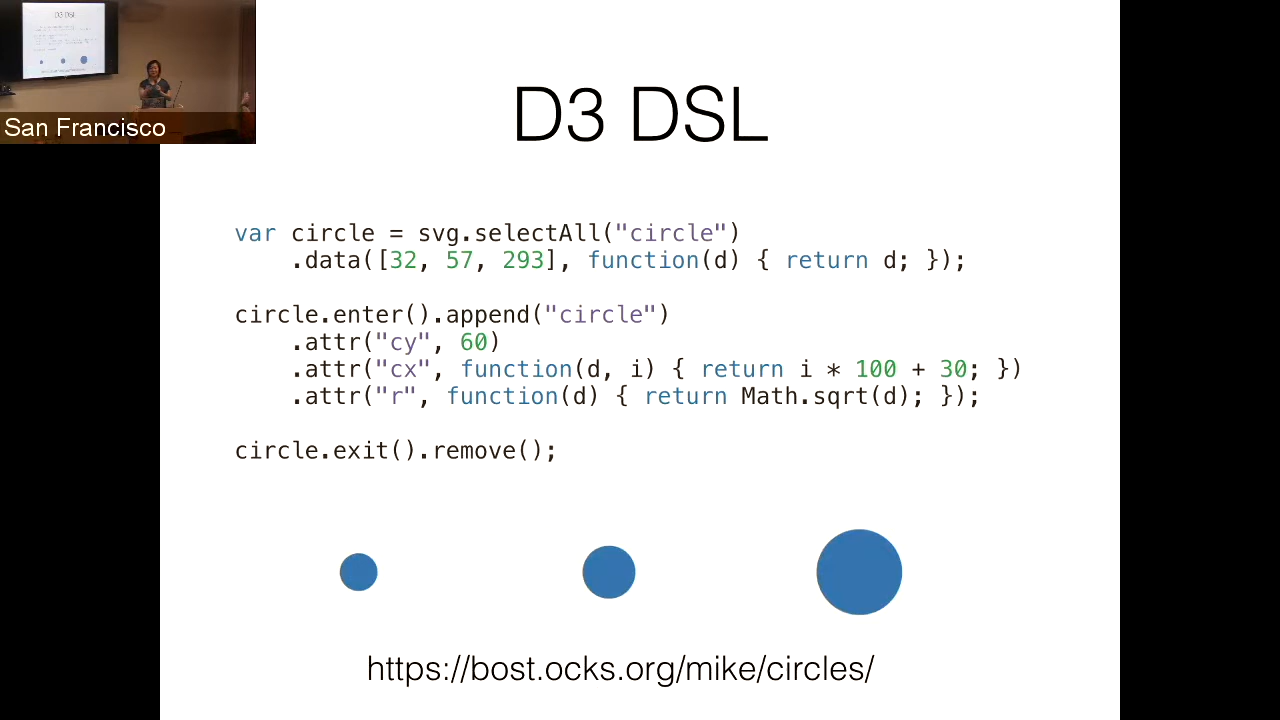 D3 DSL
San Francisco
D3 DSL
var circle = svg.selectAll("circle")
    .data([32, 57, 293], function(d) { return d; });
circle.enter().append("circle")
    .attr("cy", 60)
    .attr("cx", function(d, i) { return i * 100 + 30; })
    .attr("r", function(d) { return Math.sqrt(d); });
circle.exit().remove();
https://bost.ocks.org/mike/circles/